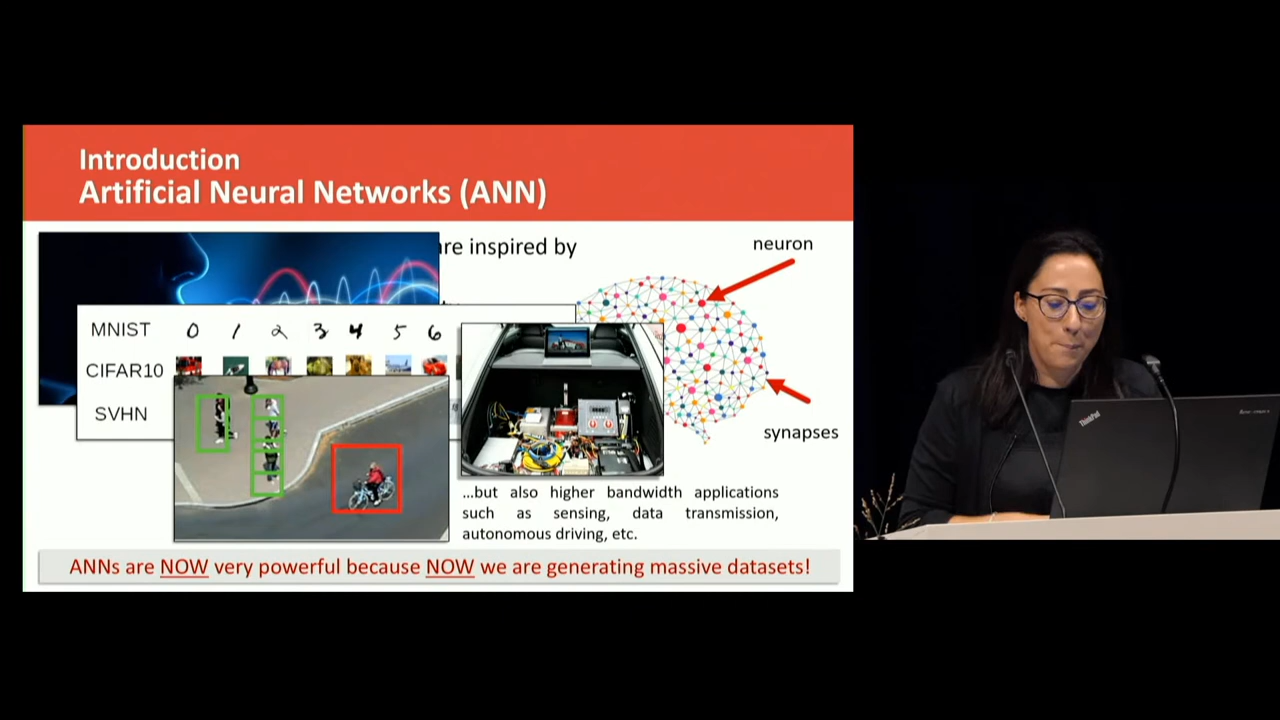 Introduction
Artificial Neural Networks (ANN)
are inspired by
neuron
MNIST 0 1 2 3 4 5 6
CIFAR10
SVHN
synapses
...but also higher bandwidth applications
such as sensing, data transmission,
autonomous driving, etc.
ANNs are NOW very powerful because NOW we are generating massive datasets!
ThinkPad